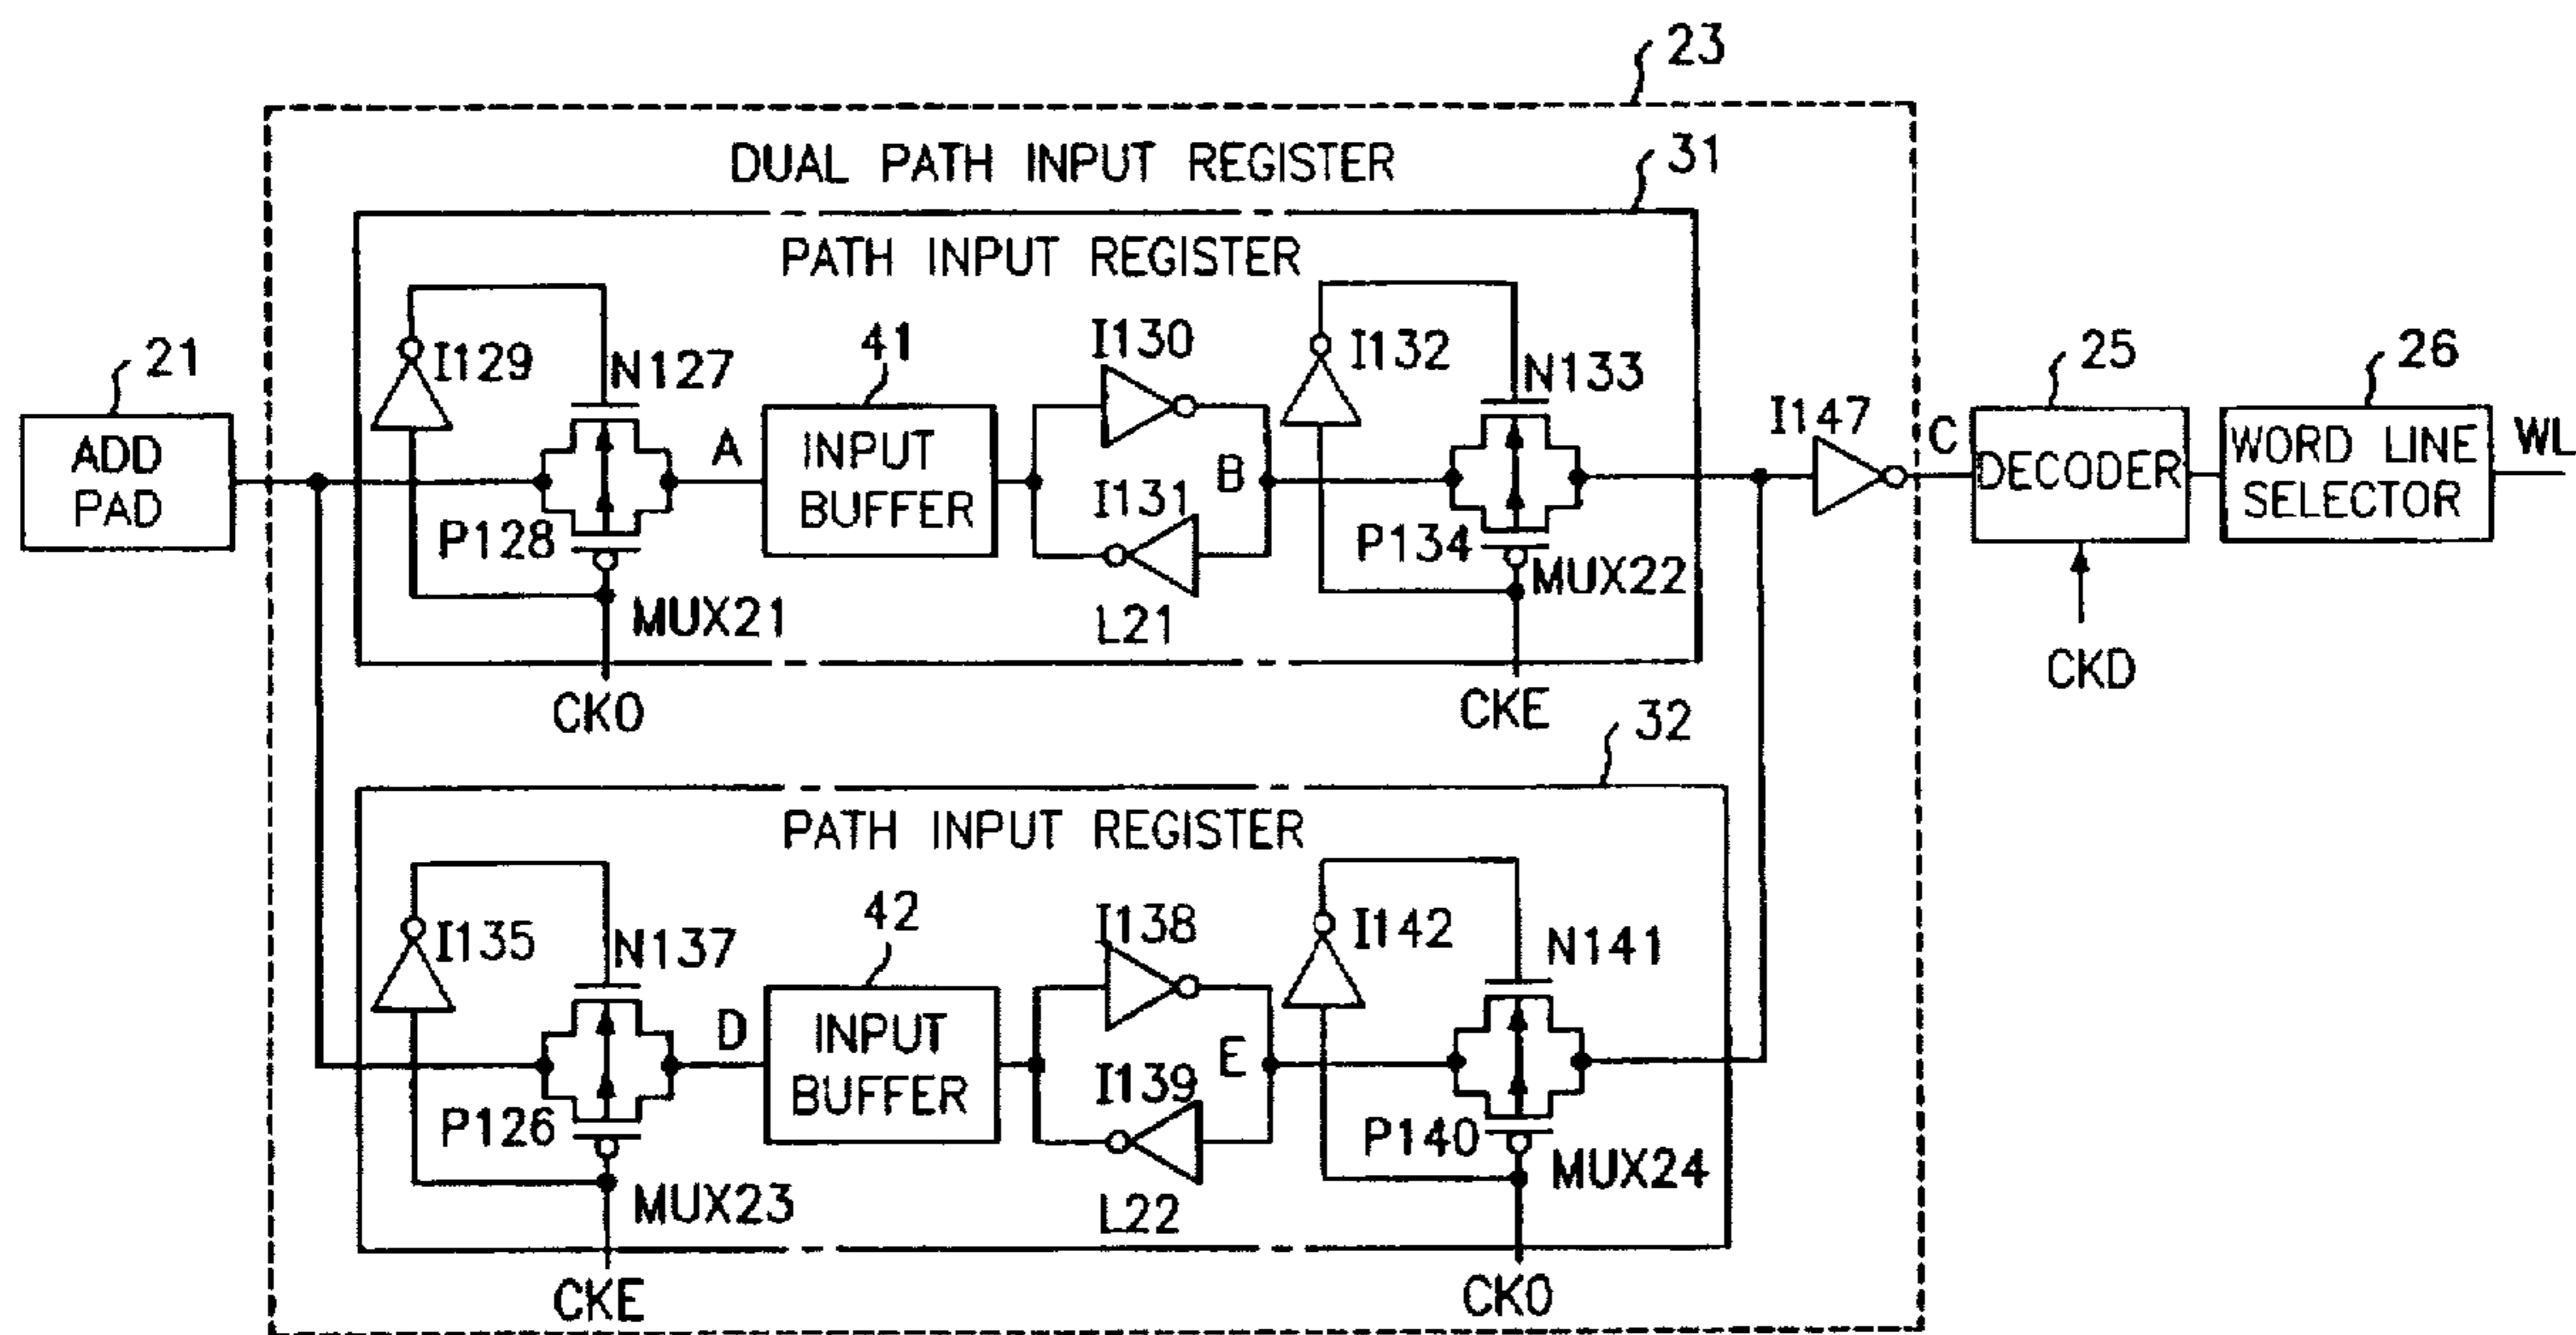 23
DUAL PATH INPUT REGISTER
31
PATH INPUT REGISTER
21
ADD
PAD
I129
N127
P128
MUX21
CKO
A
41
INPUT
BUFFER
I130
I131
L21
B
I132
N133
P134
MUX22
CKE
I147
C
25
DECODER
CKD
26
WORD LINE
SELECTOR
WL
32
PATH INPUT REGISTER
I135
N137
P126
MUX23
CKE
D
42
INPUT
BUFFER
I138
I139
L22
E
I142
N141
P140
MUX24
CKO